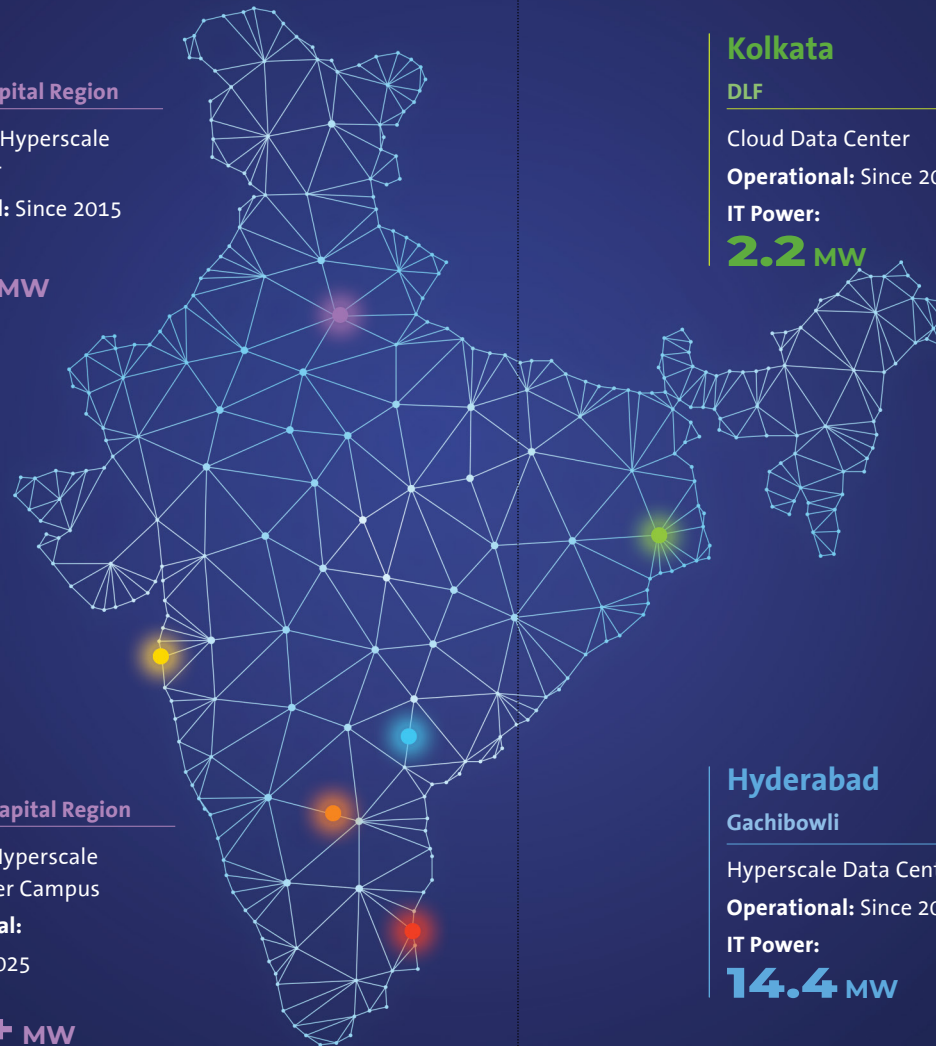 pital Region
Hyperscale
l: Since 2015
MW
apital Region
Hyperscale
er Campus
al:
025
+ MW
Kolkata
DLF
Cloud Data Center
Operational: Since 20
IT Power:
2.2 MW
Hyderabad
Gachibowli
Hyperscale Data Cent
Operational: Since 20
IT Power:
14.4 MW